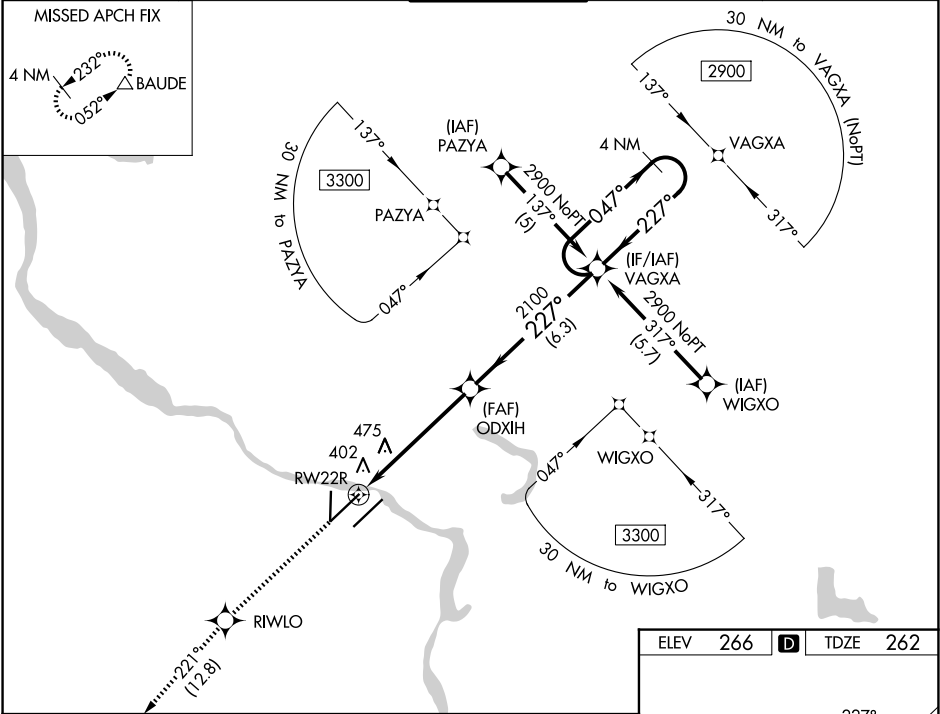 MISSED APCH FIX
4 NM
232°
052°
BAUDE
30 NM to PAZYA
137°
3300
PAZYA
047°
(IAF)
PAZYA
2900 NoPT
137°
(5)
4 NM
047°
227°
30 NM to VAGXA (NoPT)
2900
137°
VAGXA
317°
(IF/IAF)
VAGXA
2100
227°
(6.3)
2900 NoPT
317°
(5.7)
(IAF)
WIGXO
(FAF)
ODXIH
475
402
RW22R
047°
WIGXO
317°
3300
30 NM to WIGXO
RIWLO
221°
(12.8)
ELEV 266 D TDZE 262